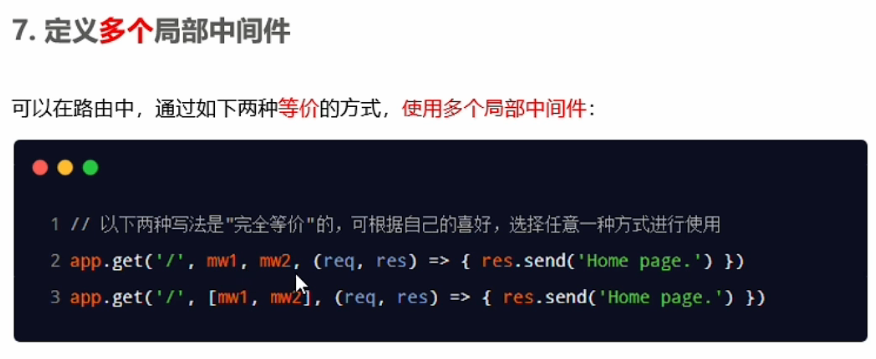 7. 定义多个局部中间件
可以在路由中，通过如下两种等价的方式，使用多个局部中间件：
1 // 以下两种写法是"完全等价"的，可根据自己的喜好，选择任意一种方式进行使用
2 app.get('/', mw1, mw2, (req, res) => { res.send('Home page.') })
3 app.get('/', [mw1, mw2], (req, res) => { res.send('Home page.') })